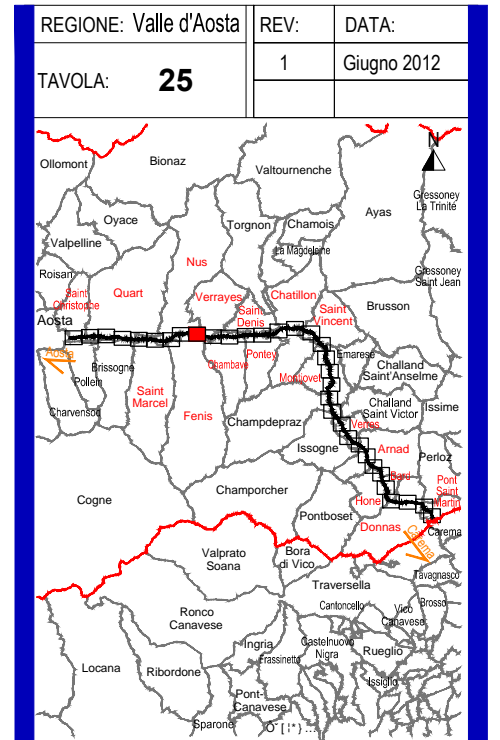 REGIONE: Valle d'Aosta
REV:
DATA:
1
Giugno 2012
TAVOLA: 25
N
Ollomont
Bionaz
Valtournenche
Gressoney
La Trinité
Oyace
Torgnon
Chamois
Ayas
Valpelline
La Magdeleine
Nus
Roisan
Gressoney
Saint Jean
Saint
Christophe
Quart
Verrayes
Chatillon
Saint
Denis
Saint
Vincent
Brusson
Aosta
Aosta
Brissogne
Chambave
Pontey
Emarese
Pollein
Montjovet
Challand
Saint'Anselme
Saint
Marcel
Charvensod
Fenis
Champdepraz
Challand
Saint Victor
Issime
Verres
Issogne
Arnad
Perloz
Bard
Pont
Saint
Martin
Cogne
Champorcher
Hone
Pontboset
Donnas
Carema
Carema
Valprato
Soana
Bora
di Vico
Tavagnasco
Traversella
Ronco
Canavese
Cantoncello
Vico
Canavese
Brosso
Ingria
Castelnuovo
Nigra
Rueglio
Frassinetto
Locana
Ribordone
Issiglio
Pont-
Canavese
Sparone